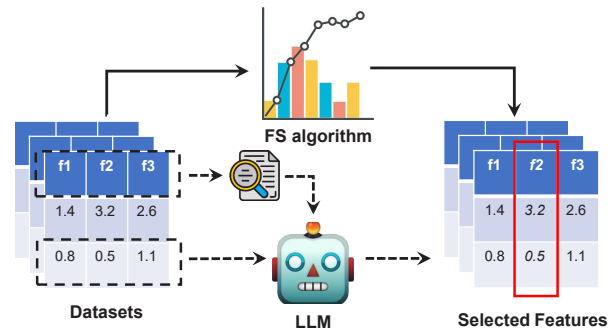 FS algorithm
f1 f2 f3
1.4 3.2 2.6
0.8 0.5 1.1
Datasets
LLM
f1 f2 f3
1.4 3.2 2.6
0.8 0.5 1.1
Selected Features